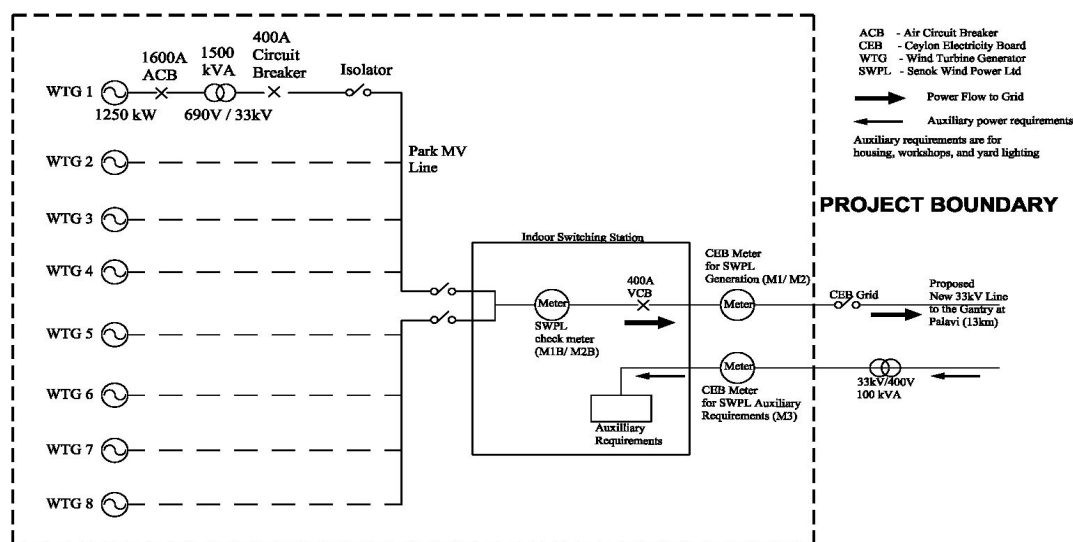 ACB - Air Circuit Breaker
CEB - Ceylon Electricity Board
WTG - Wind Turbine Generator
SWPL - Senok Wind Power Ltd
Power Flow to Grid
Auxiliary power requirements
Auxiliary requirements are for
housing, workshops, and yard lighting
PROJECT BOUNDARY
1600A
ACB
1500
kVA
400A
Circuit
Breaker
Isolator
WTG 1
1250 kW
690V / 33kV
WTG 2
Park MV
Line
WTG 3
WTG 4
WTG 5
WTG 6
WTG 7
WTG 8
Indoor Switching Station
Meter
SWPL
check meter
(M1B/ M2B)
400A
VCB
CEB Meter
for SWPL
Generation (M1/ M2)
Meter
CEB Grid
Proposed
New 33kV Line
to the Gantry at
Palavi (13km)
Meter
CEB Meter
for SWPL Auxiliary
Requirements (M3)
33kV/400V
100 kVA
Auxilliary
Requirements